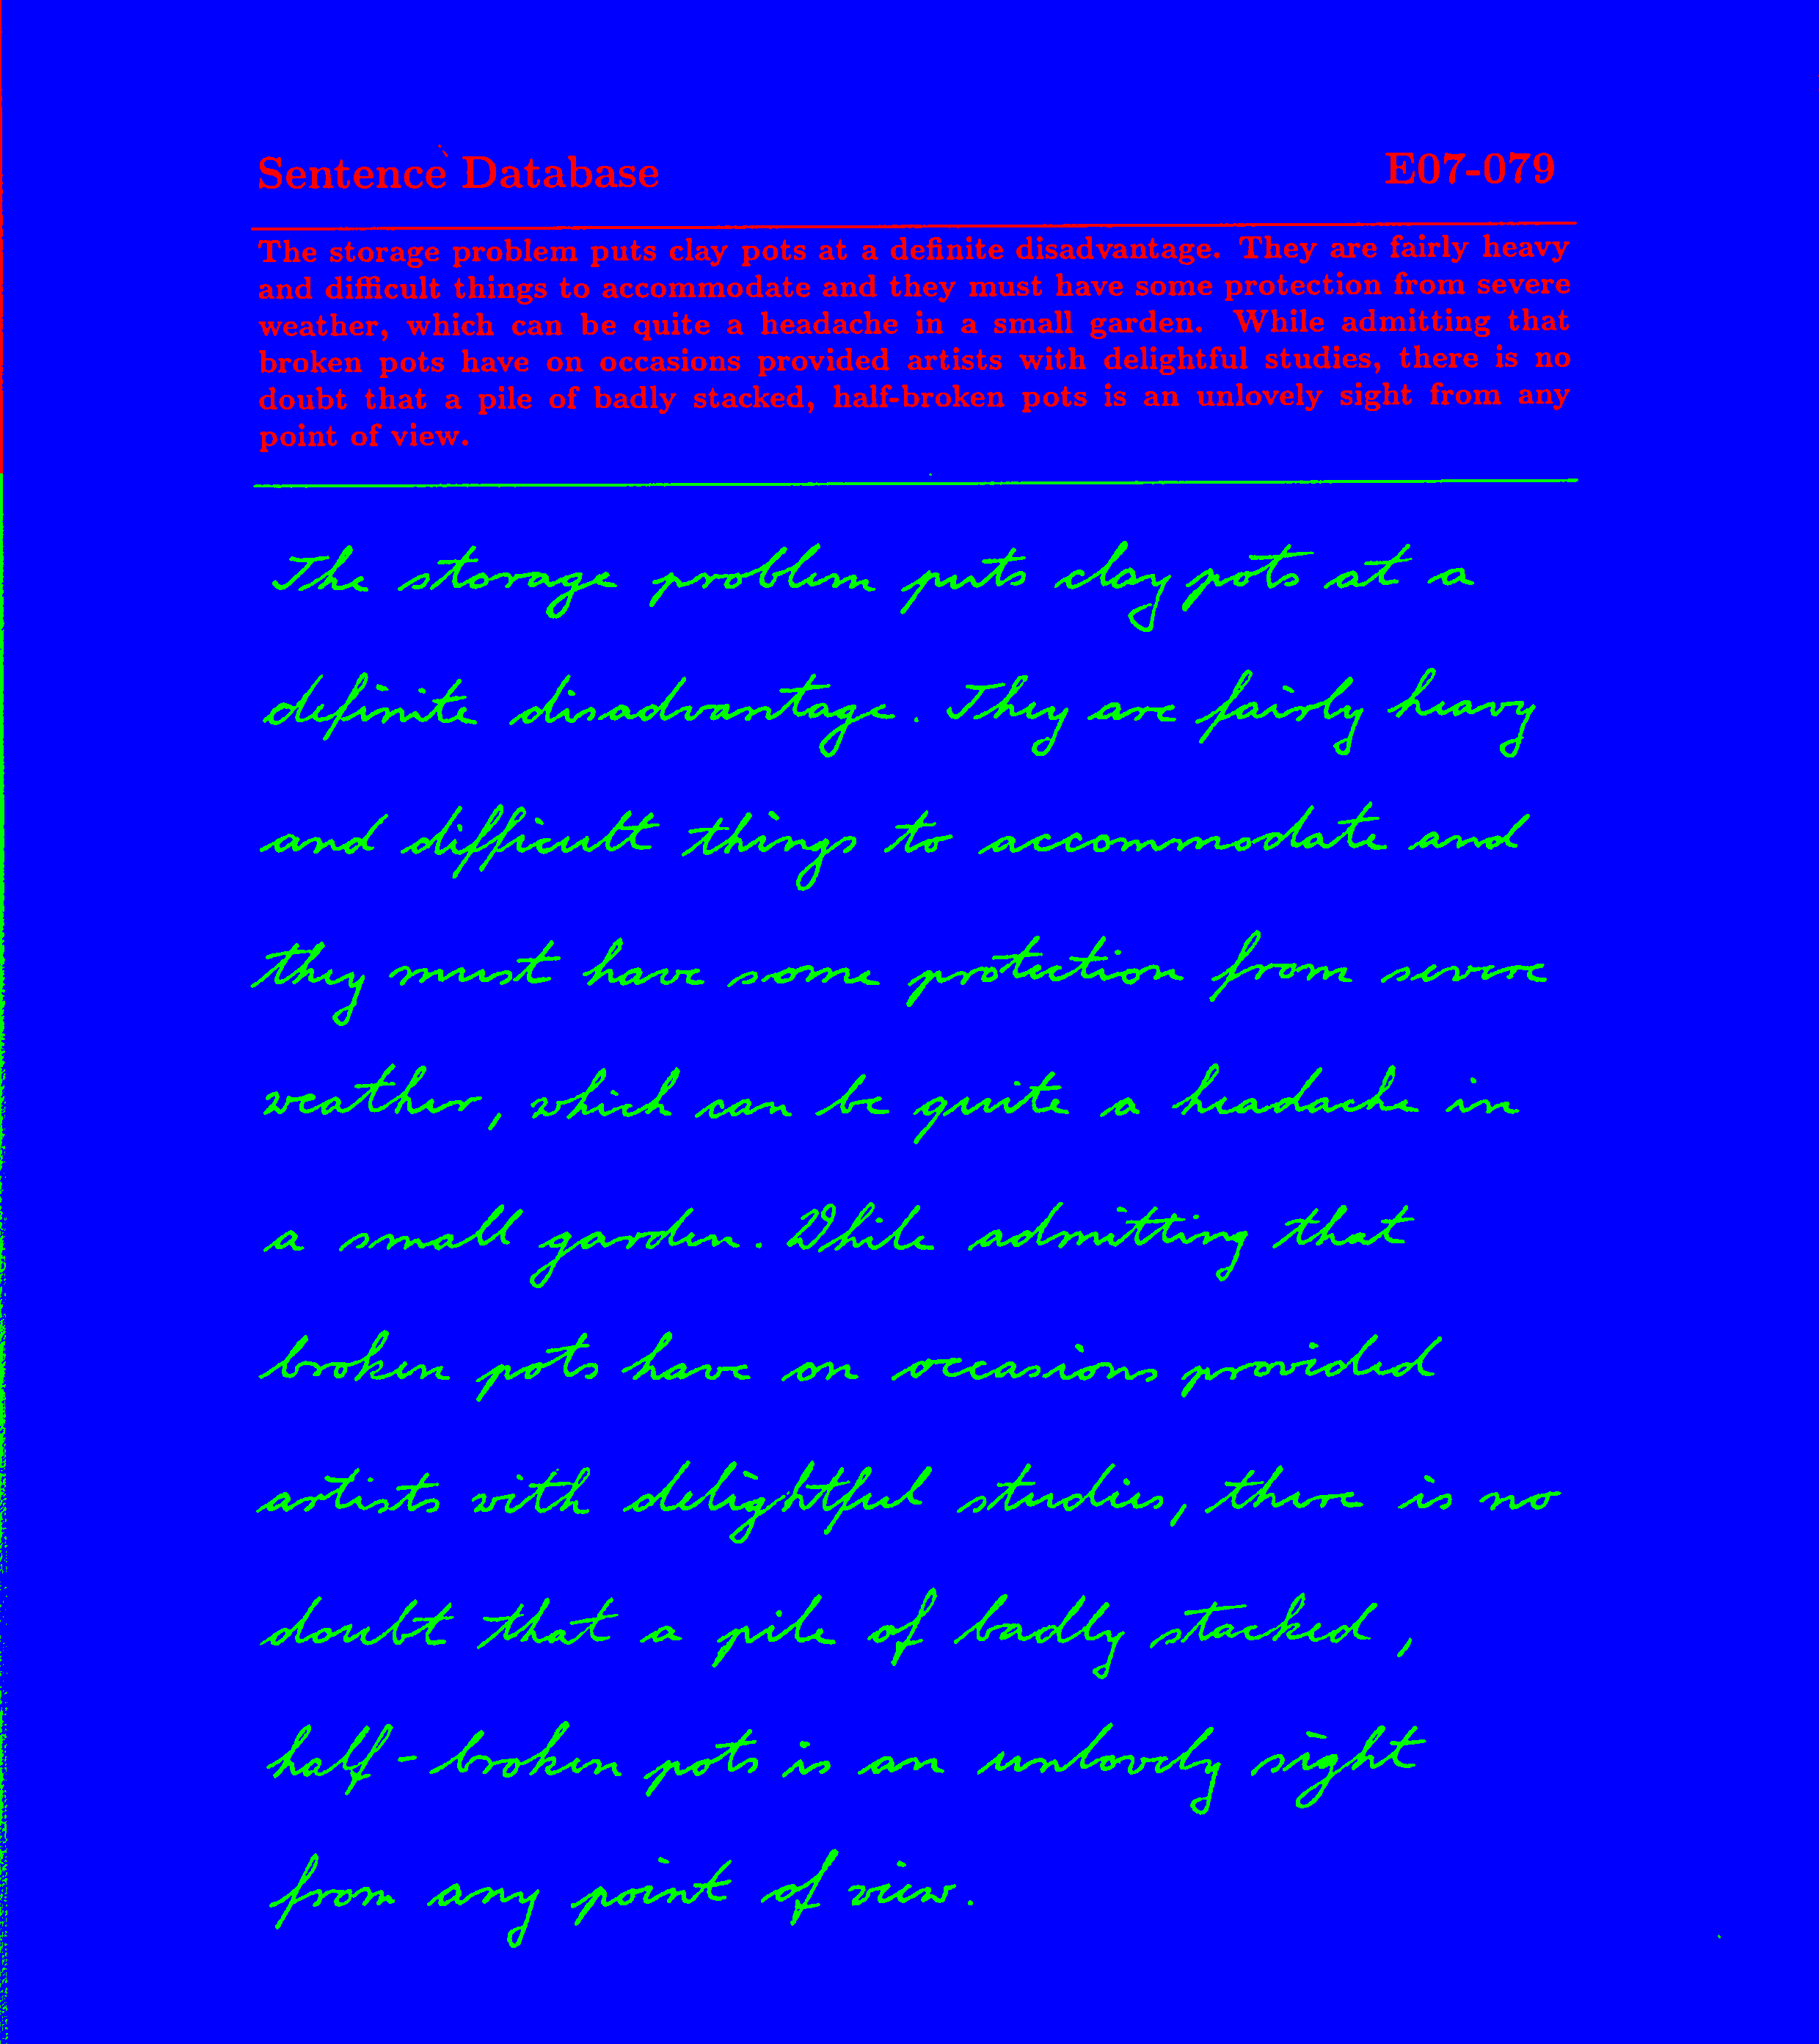 Sentence Database E07-079
The storage problem puts clay pots at a definite disadvantage. They are fairly heavy
and difficult things to accommodate and they must have some protection from severe
weather, which can be quite a headache in a small garden. While admitting that
broken pots have on occasions provided artists with delightful studies, there is no
doubt that a pile of badly stacked, half-broken pots is an unlovely sight from any
point of view.
The storage problem puts clay pots at a
definite disadvantage. They are fairly heavy
and difficult things to accommodate and
they must have some protection from severe
weather, which can be quite a headache in
a small garden. While admitting that
broken pots have on occasions provided
artists with delightful studies, there is no
doubt that a pile of badly stacked,
half-broken pots is an unlovely sight
from any point of view.